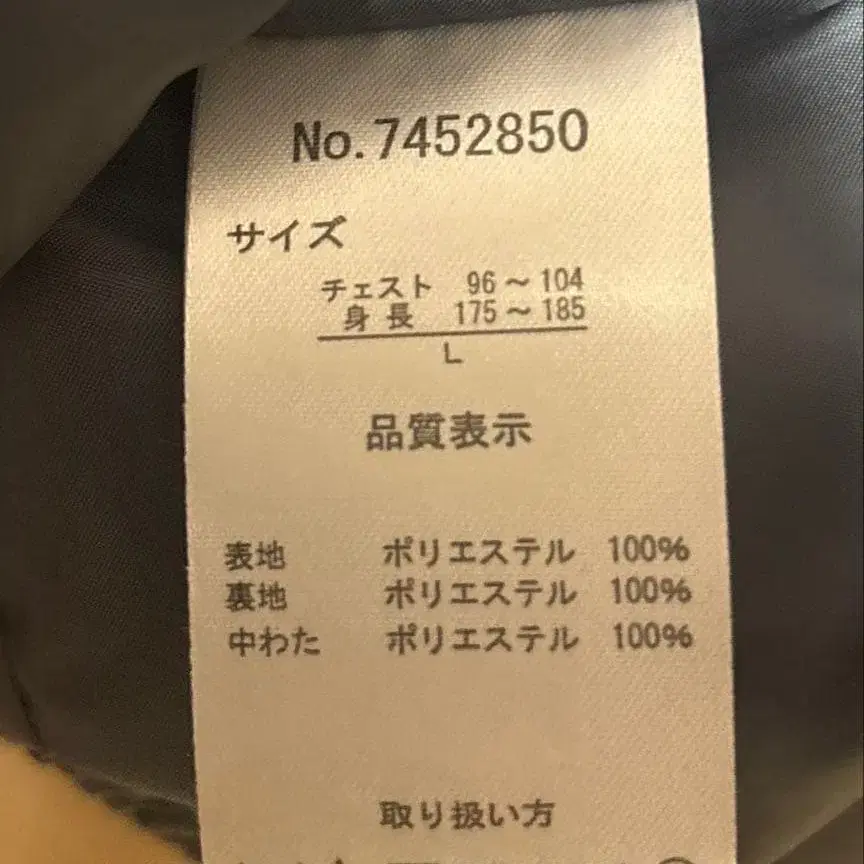 No.7452850
サイズ
チェスト 96～104
身長 175～185
L
品質表示
表地 ポリエステル 100%
裏地 ポリエステル 100%
中わた ポリエステル 100%
取り扱い方